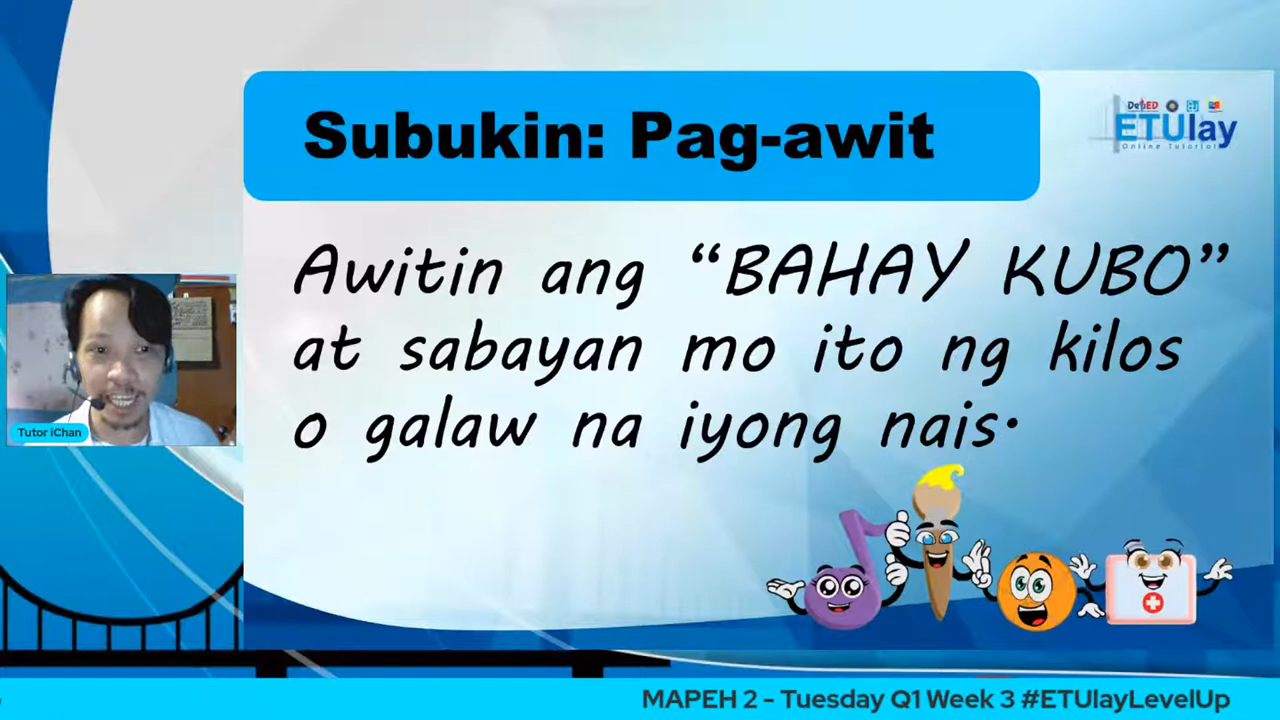 Subukin: Pag-awit
DepED
ETUlay
Online Tutorial
Awitin ang “BAHAY KUBO”
at sabayan mo ito ng kilos
o galaw na iyong nais.
Tutor iChan
MAPEH 2 - Tuesday Q1 Week 3 #ETUlayLevelUp